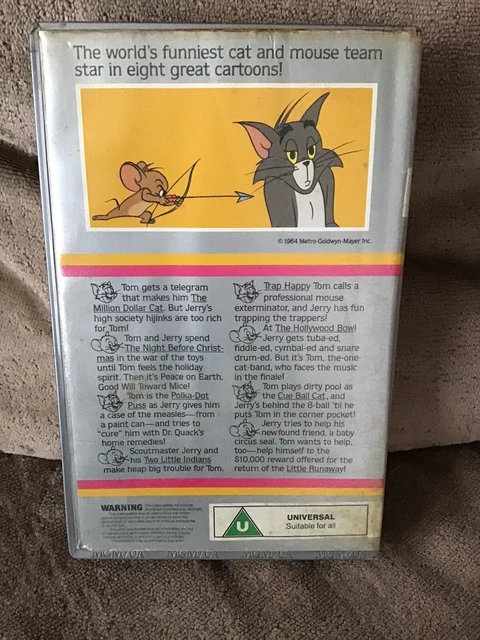 The world's funniest cat and mouse team
star in eight great cartoons!
© 1964 Metro-Goldwyn-Mayer Inc.
Tom gets a telegram
that makes him The
Million Dollar Cat. But Jerry's
high society hijinks are too rich
for Tom!
Tom and Jerry spend
The Night Before Christ-
mas in the war of the toys
until Tom feels the holiday
spirit. Then it's Peace on Earth,
Good Will Toward Mice!
Tom is the Polka-Dot
Puss as Jerry gives him
a case of the measles—from
a paint can—and tries to
"cure" him with Dr. Quack's
home remedies!
Scoutmaster Jerry and
his Two Little Indians
make heap big trouble for Tom.
Trap Happy Tom calls a
professional mouse
exterminator, and Jerry has fun
trapping the trappers!
At The Hollywood Bowl
Jerry gets tuba-ed,
fiddle-ed, cymbal-ed and snare
drum-ed. But it's Tom, the-one-
cat-band, who faces the music
in the finale!
Tom plays dirty pool as
the Cue Ball Cat, and
Jerry's behind the 8-ball 'til he
puts Tom in the corner pocket!
Jerry tries to help his
newfound friend, a baby
circus seal. Tom wants to help,
too—help himself to the
$10,000 reward offered for the
return of the Little Runaway!
WARNING
U
UNIVERSAL
Suitable for all
MGM/UA MGM/UA MGM/UA MGM/UA